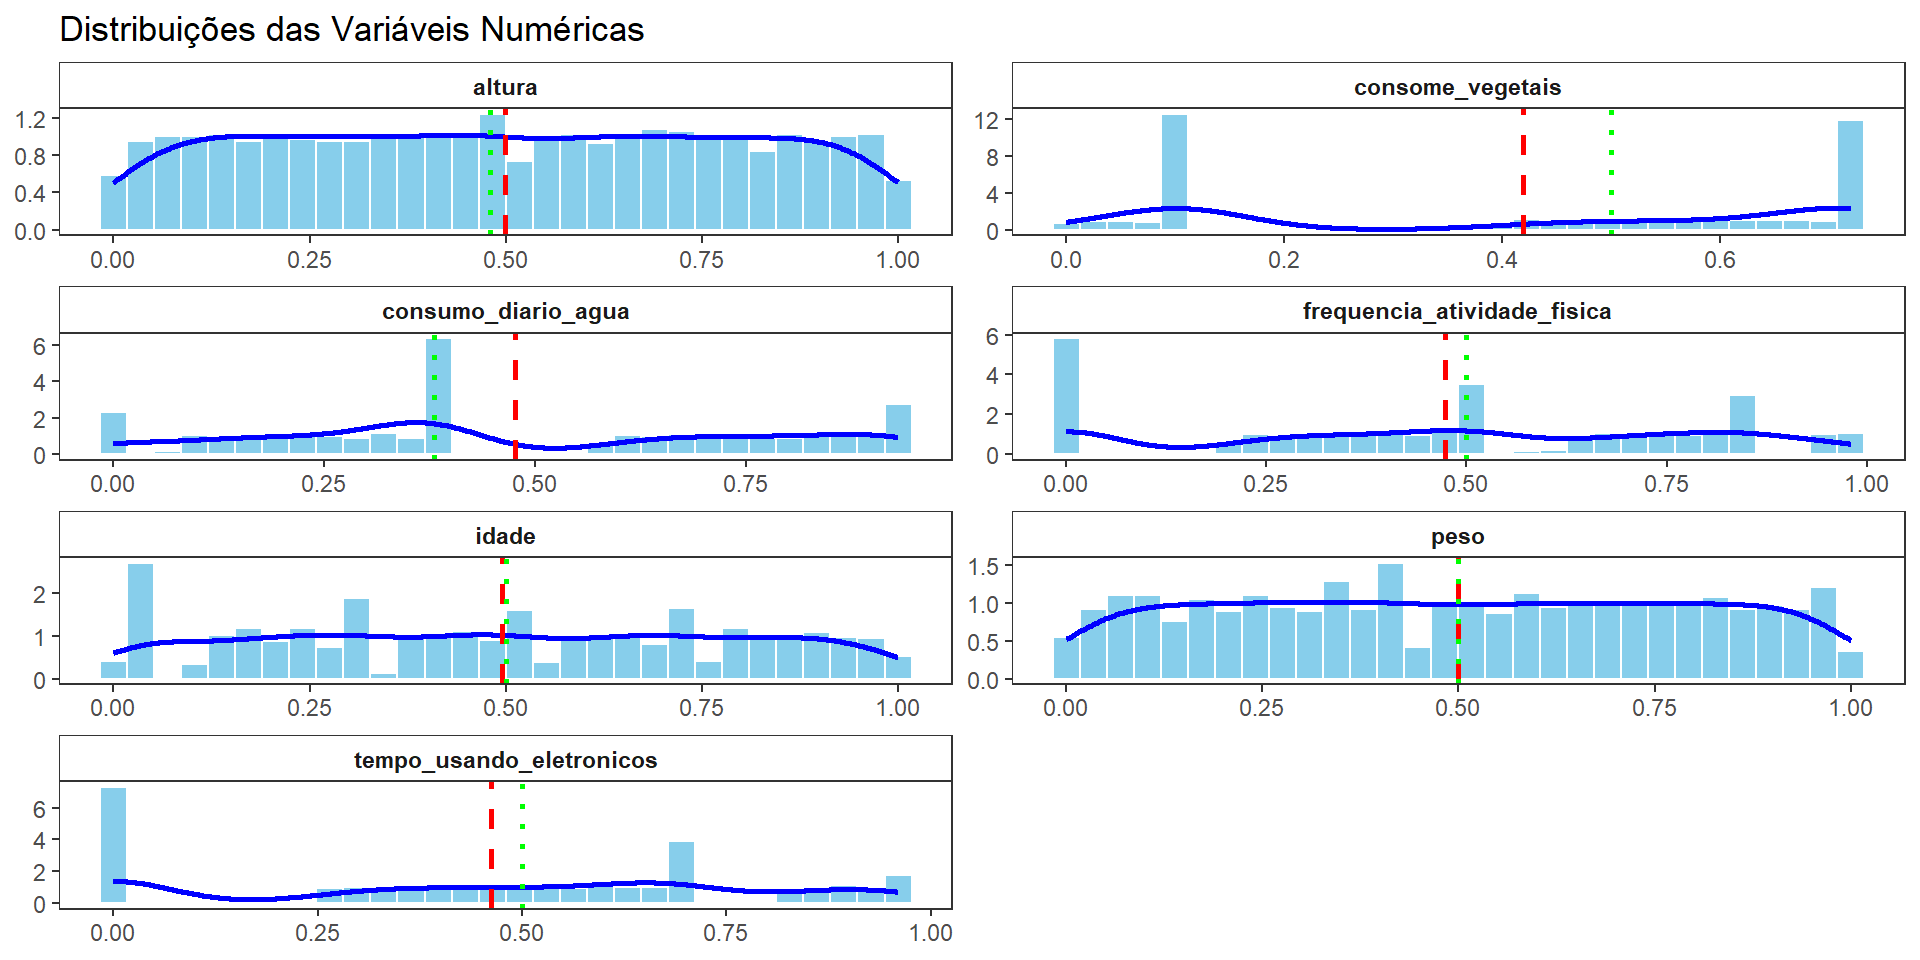 Distribuições das Variáveis Numéricas
altura
1.2
0.8
0.4
0.0
0.00 0.25 0.50 0.75 1.00
consome_vegetais
12
8
4
0
0.0 0.2 0.4 0.6
consumo_diario_agua
6
4
2
0
0.00 0.25 0.50 0.75
frequencia_atividade_fisica
6
4
2
0
0.00 0.25 0.50 0.75 1.00
idade
2
1
0
0.00 0.25 0.50 0.75 1.00
peso
1.5
1.0
0.5
0.0
0.00 0.25 0.50 0.75 1.00
tempo_usando_eletronicos
6
4
2
0
0.00 0.25 0.50 0.75 1.00